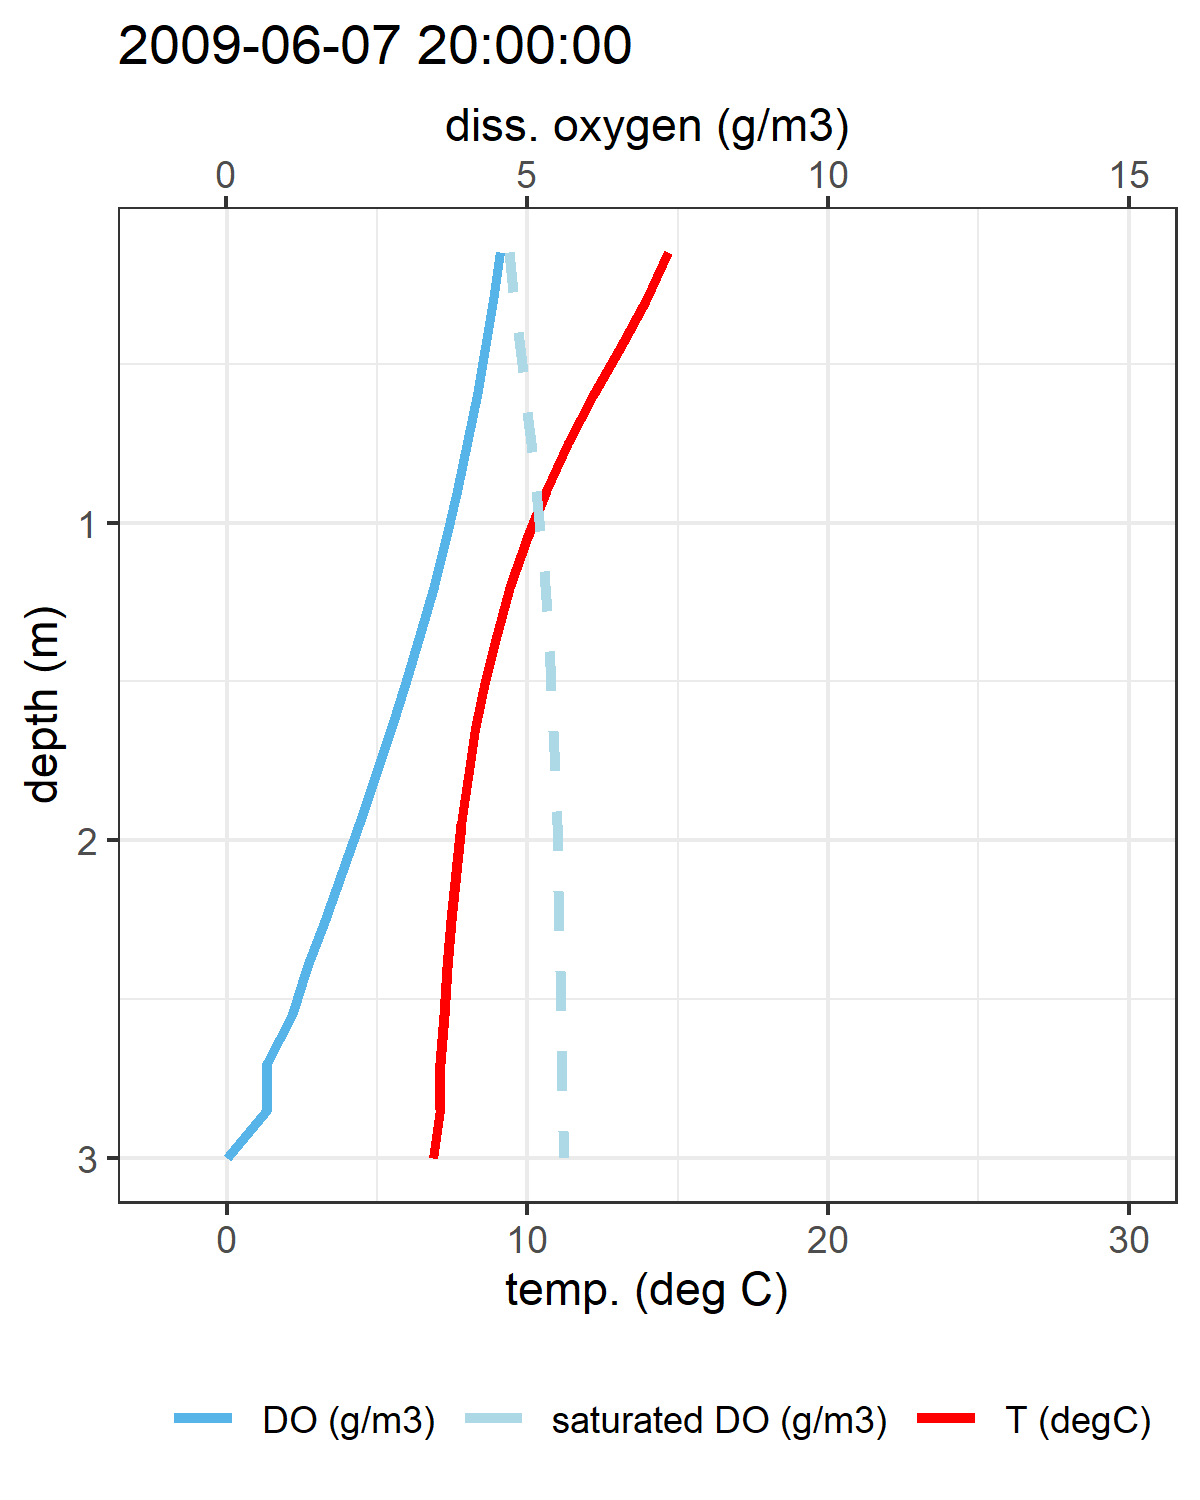 2009-06-07 20:00:00
diss. oxygen (g/m3)
0 5 10 15
depth (m)
1
2
3
0 10 20 30
temp. (deg C)
DO (g/m3) saturated DO (g/m3) T (degC)